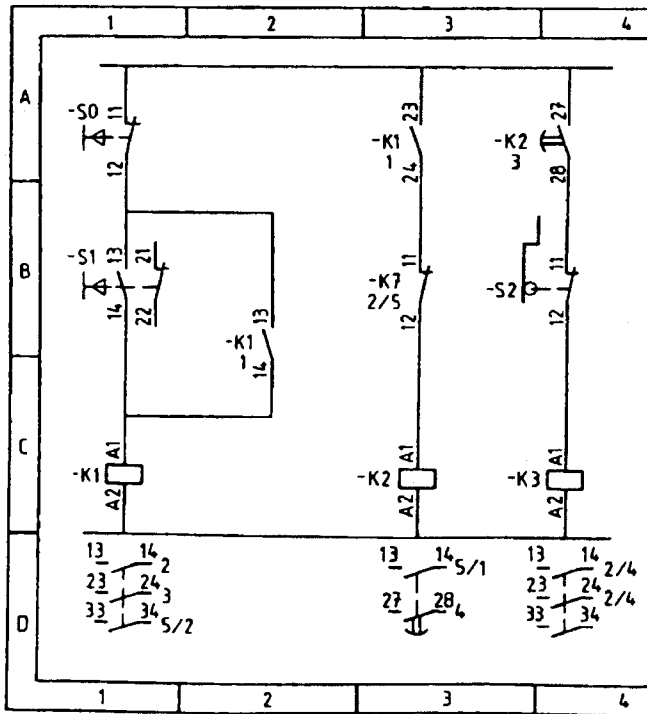 1 2 3 4
A
-S0 11 12
-K1 1 23 24
-K2 3 27 28
B
-S1 13 14 21 22
-K1 1 13 14
-K7 2/5 11 12
-S2 11 12
C
-K1 A1 A2
-K2 A1 A2
-K3 A1 A2
D
13 14 2
23 24 3
33 34 5/2
13 14 5/1
27 28 4
13 14 2/4
23 24 2/4
33 34
1 2 3 4